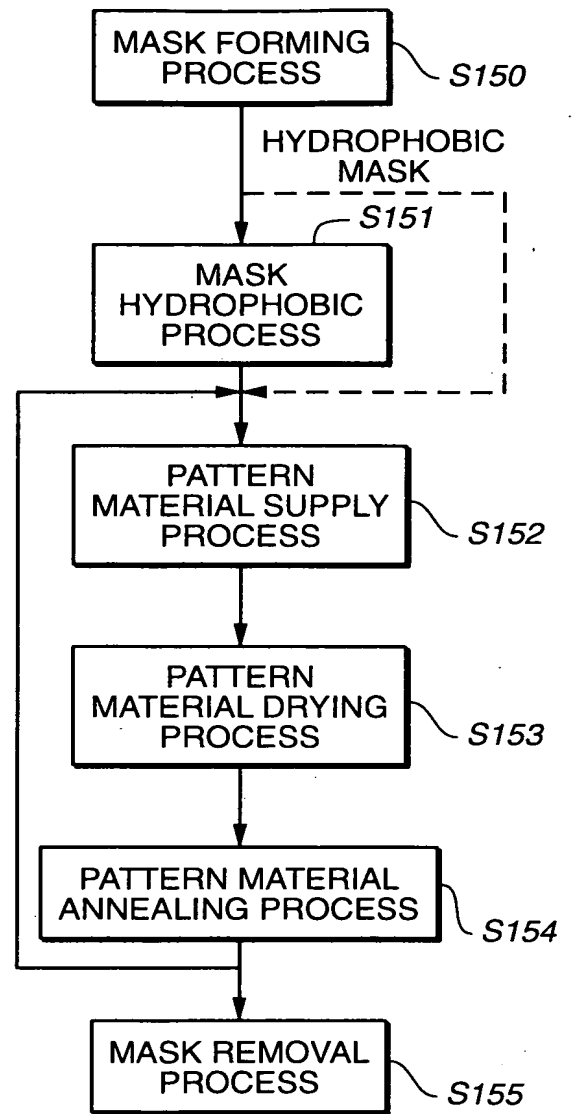 MASK FORMING
PROCESS
S150
HYDROPHOBIC
MASK
S151
MASK
HYDROPHOBIC
PROCESS
PATTERN
MATERIAL SUPPLY
PROCESS
S152
PATTERN
MATERIAL DRYING
PROCESS
S153
PATTERN MATERIAL
ANNEALING PROCESS
S154
MASK REMOVAL
PROCESS
S155